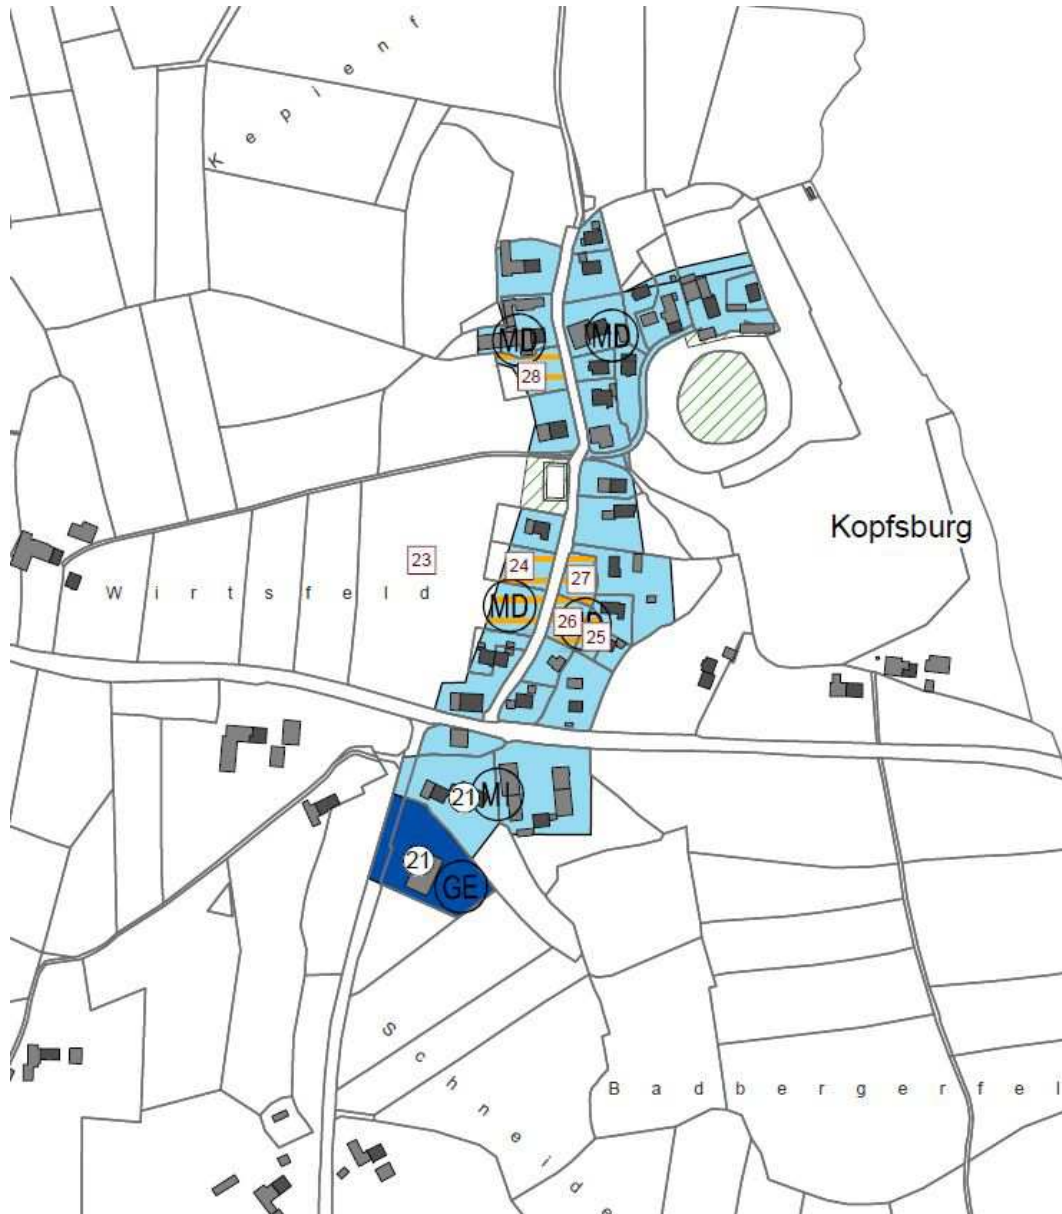 Kepienf
MD
MD
28
Kopfsburg
23
24
27
Wirtsfeld
MD
26
25
21
MI
21
GE
Schneide
Badbergerfel